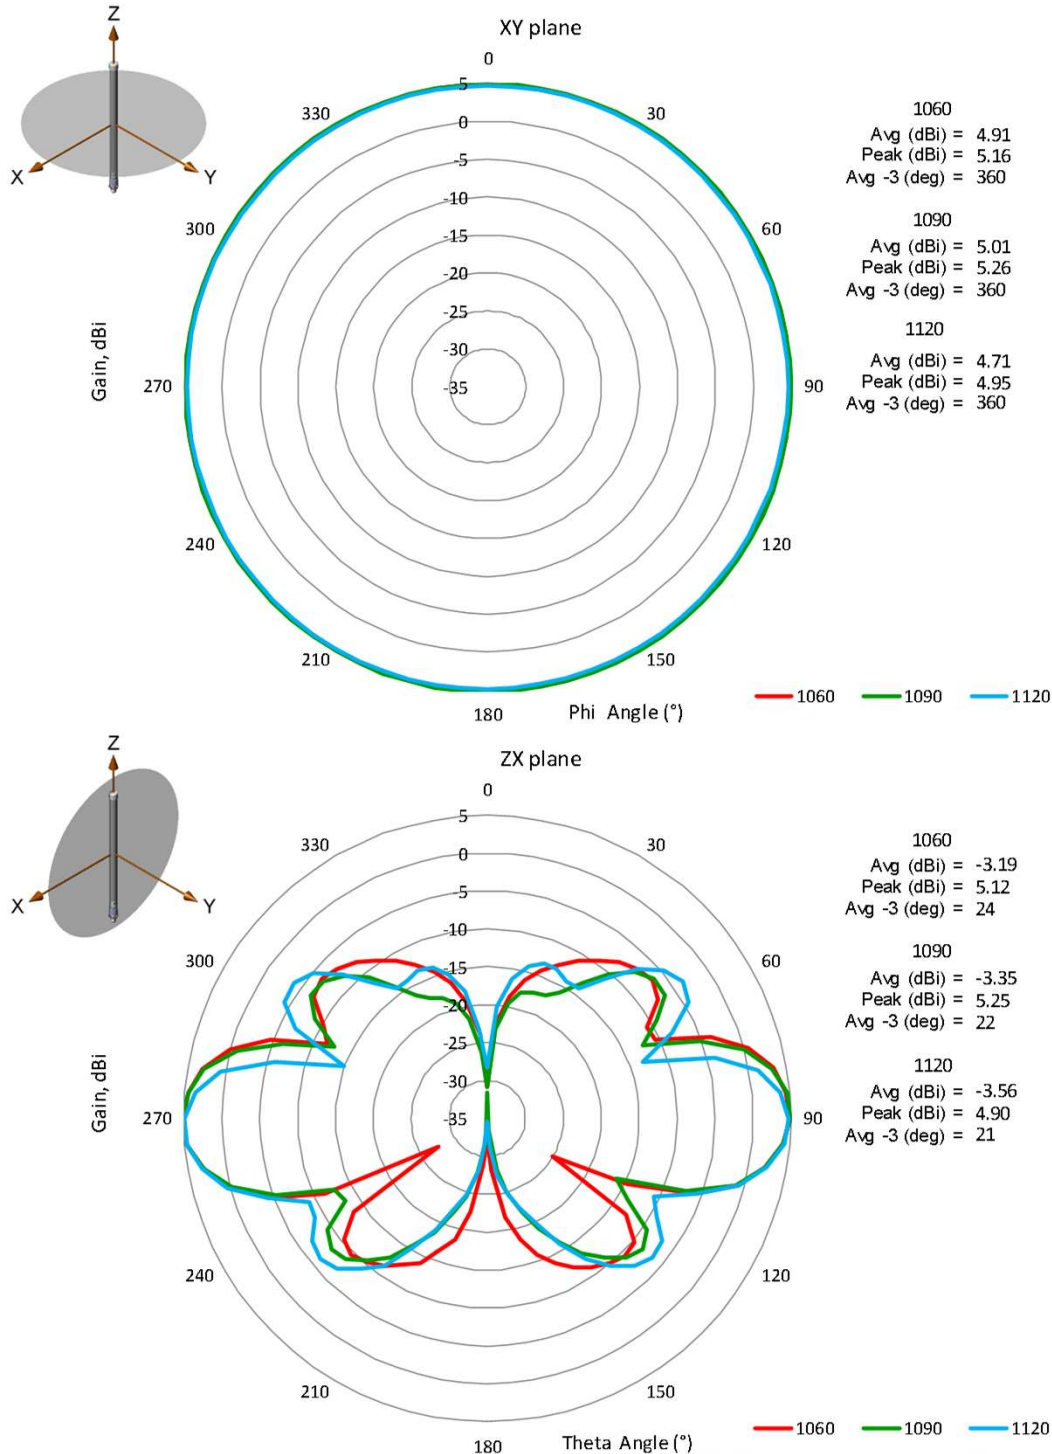 Z
XY plane
0
5
330
30
1060
Avg (dBi) = 4.91
0
Peak (dBi) = 5.16
-5
X
Y
Avg -3 (deg) = 360
-10
300
60
1090
-15
Avg (dBi) = 5.01
-20
Peak (dBi) = 5.26
Avg -3 (deg) = 360
-25
1120
-30
Avg (dBi) = 4.71
Gain, dBi
270
-35
90
Peak (dBi) = 4.95
Avg -3 (deg) = 360
240
120
210
150
1060
1090
1120
180
Phi Angle (°)
Z
ZX plane
0
5
330
30
1060
0
Avg (dBi) = -3.19
Peak (dBi) = 5.12
-5
X
Y
Avg -3 (deg) = 24
-10
300
60
1090
-15
Avg (dBi) = -3.35
-20
Peak (dBi) = 5.25
Avg -3 (deg) = 22
-25
1120
-30
Avg (dBi) = -3.56
Gain, dBi
270
-35
90
Peak (dBi) = 4.90
Avg -3 (deg) = 21
240
120
210
150
1060
1090
1120
180
Theta Angle (°)